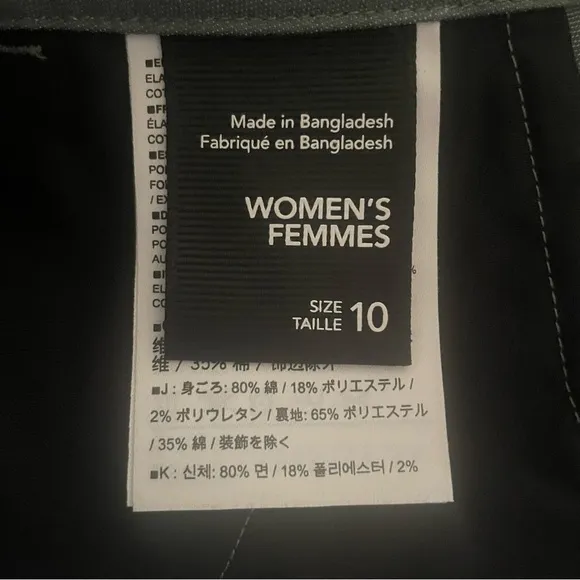 Made in Bangladesh
Fabriqué en Bangladesh
WOMEN'S
FEMMES
SIZE
TAILLE 10
維 / 35% 棉 /
■J : 身ごろ: 80% 綿 / 18% ポリエステル /
2% ポリウレタン / 裏地: 65% ポリエステル
/ 35% 綿 / 装飾を除く
■K : 신체: 80% 면 / 18% 폴리에스터 / 2%